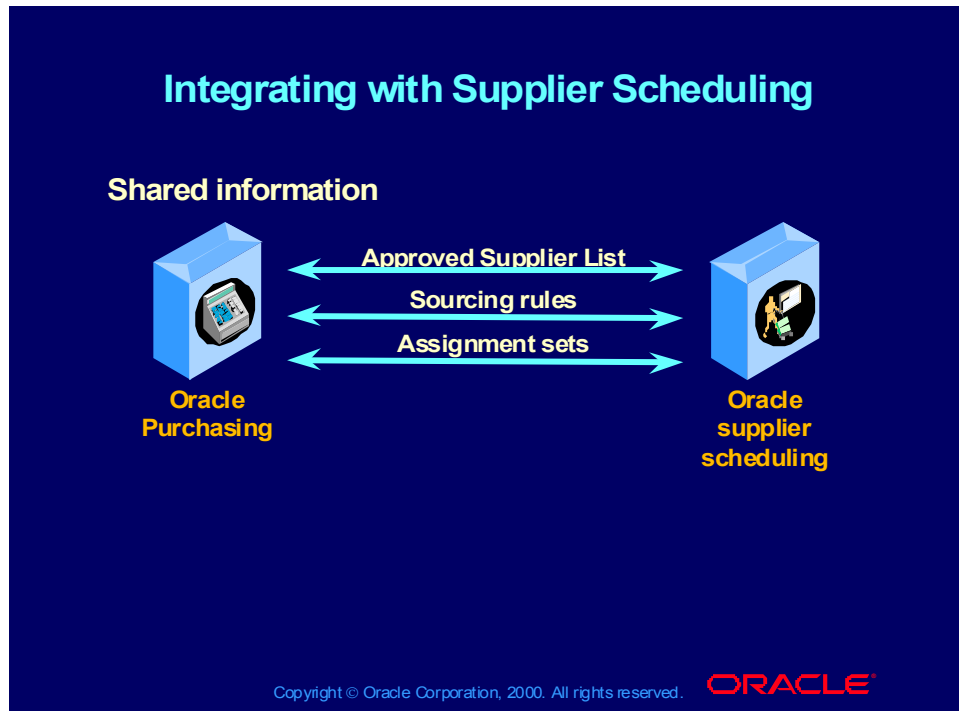 Integrating with Supplier Scheduling
Shared information
Approved Supplier List
Sourcing rules
Assignment sets
Oracle
Purchasing
Oracle
supplier
scheduling
Copyright © Oracle Corporation, 2000. All rights reserved.
ORACLE®